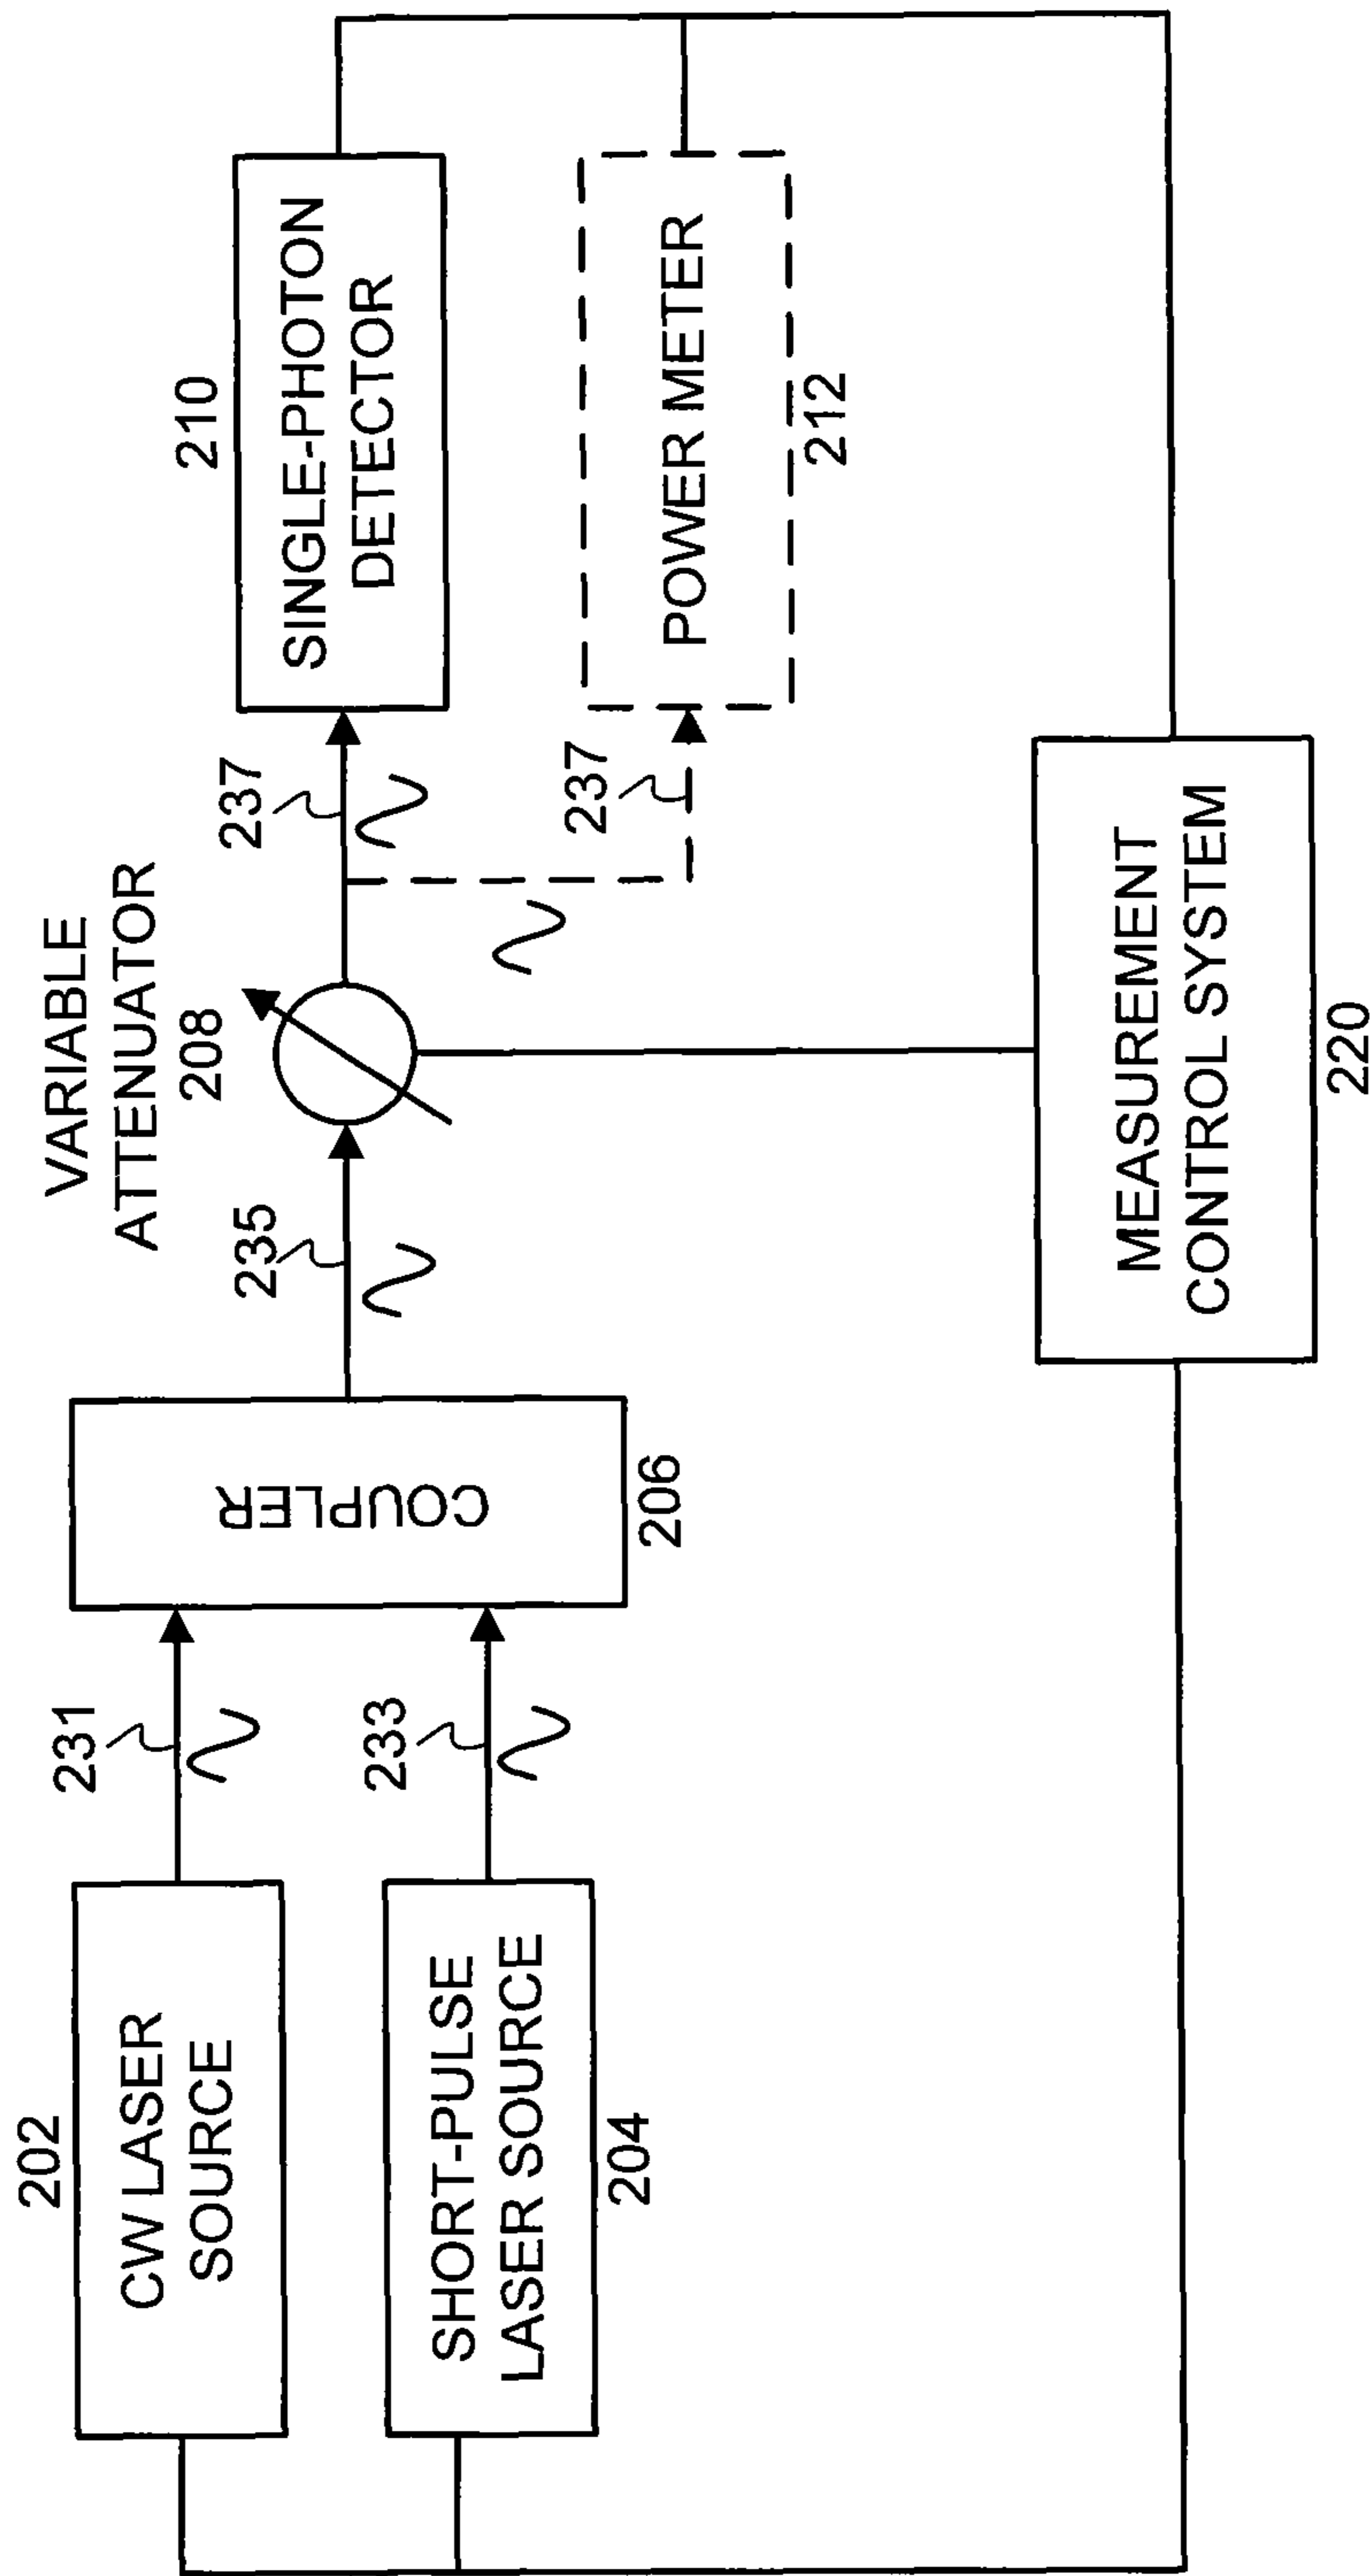 202
CW LASER
SOURCE
SHORT-PULSE
LASER SOURCE
204
231
233
COUPLER
206
235
VARIABLE
ATTENUATOR
208
237
237
210
SINGLE-PHOTON
DETECTOR
POWER METER
212
MEASUREMENT
CONTROL SYSTEM
220